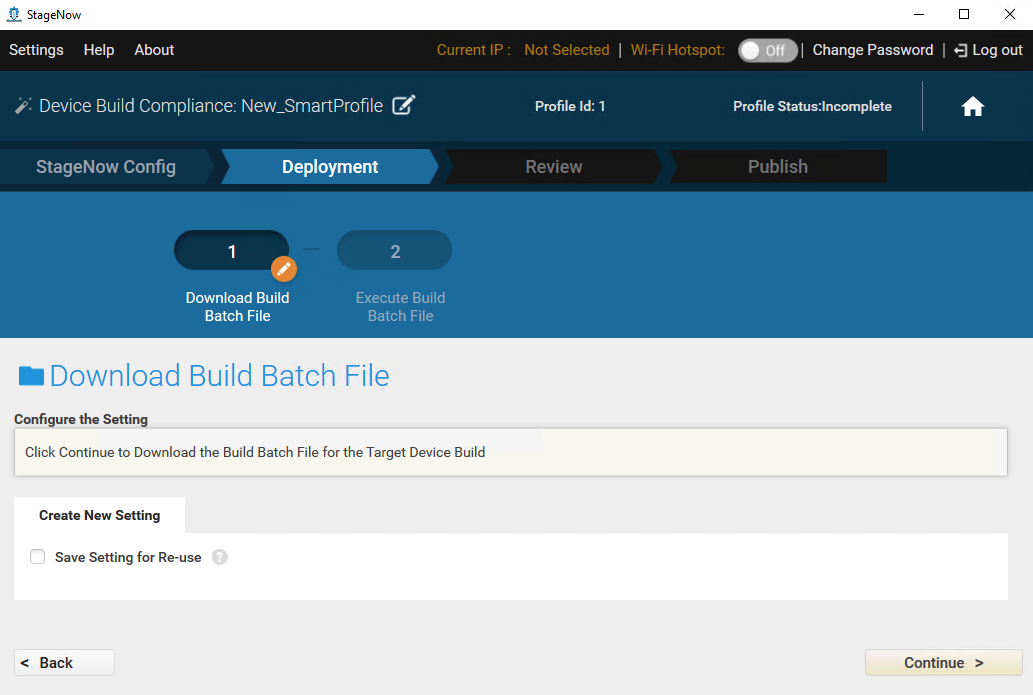 StageNow
Settings Help About Current IP : Not Selected | Wi-Fi Hotspot: Off | Change Password | Log out
Device Build Compliance: New_SmartProfile Profile Id: 1 Profile Status:Incomplete
StageNow Config Deployment Review Publish
1 2
Download Build Execute Build
Batch File Batch File
Download Build Batch File
Configure the Setting
Click Continue to Download the Build Batch File for the Target Device Build
Create New Setting
Save Setting for Re-use ?
< Back Continue >